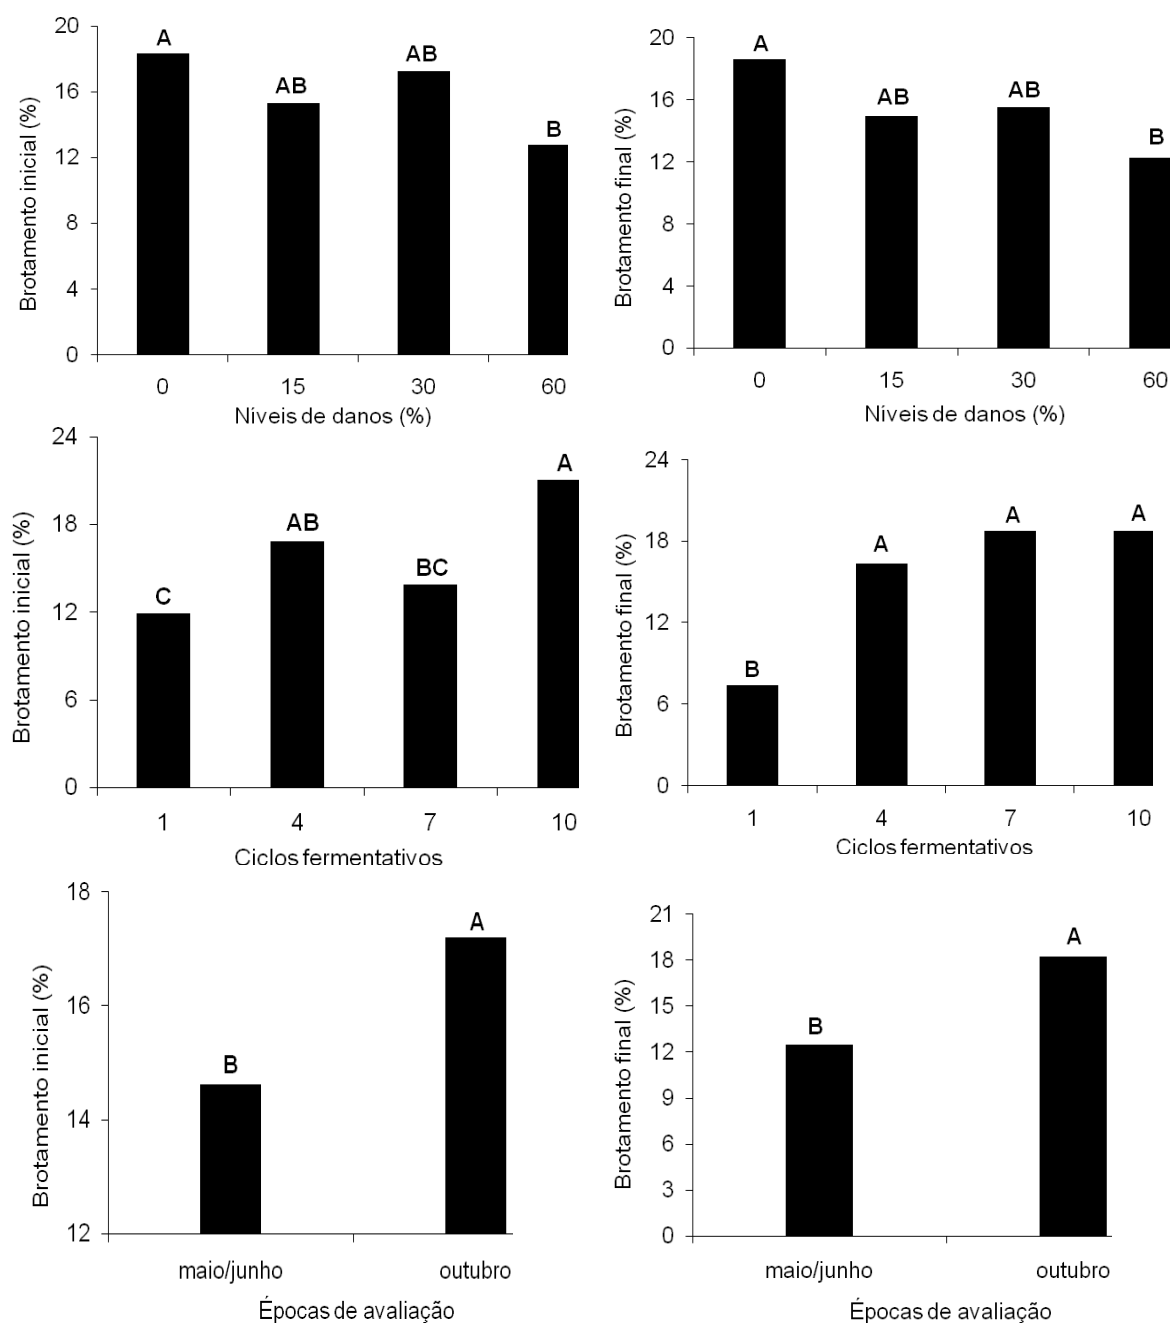 Brotamento inicial (%)
20
16
12
8
4
0
A
AB
AB
B
0 15 30 60
Níveis de danos (%)
Brotamento final (%)
20
16
12
8
4
0
A
AB
AB
B
0 15 30 60
Níveis de danos (%)
Brotamento inicial (%)
24
18
12
6
0
C
AB
BC
A
1 4 7 10
Ciclos fermentativos
Brotamento final (%)
24
18
12
6
0
B
A
A
A
1 4 7 10
Ciclos fermentativos
Brotamento inicial (%)
18
16
14
12
B
A
maio/junho outubro
Épocas de avaliação
Brotamento final (%)
21
18
15
12
9
6
3
0
B
A
maio/junho outubro
Épocas de avaliação